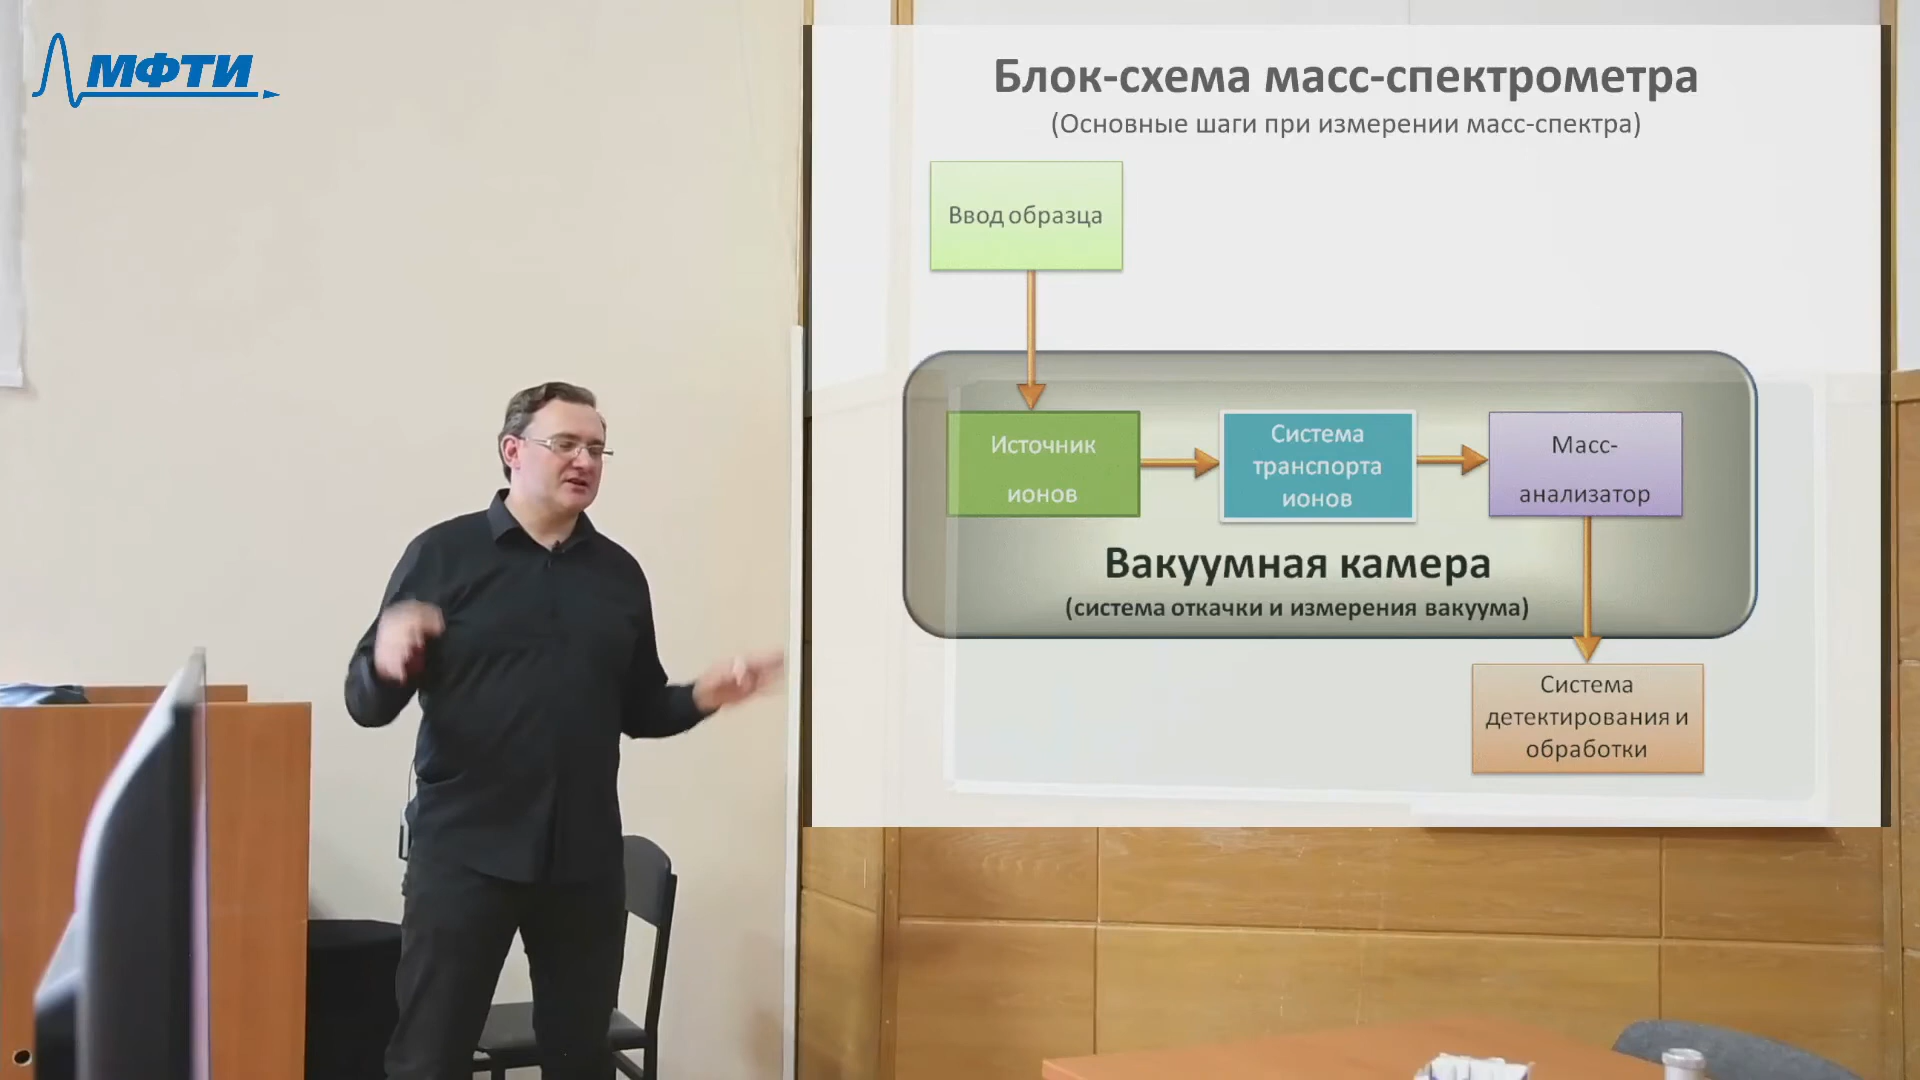 МФТИ
Блок-схема масс-спектрометра
(Основные шаги при измерении масс-спектра)
Ввод образца
Источник
ионов
Система
транспорта
ионов
Масс-
анализатор
Вакуумная камера
(система откачки и измерения вакуума)
Система
детектирования и
обработки